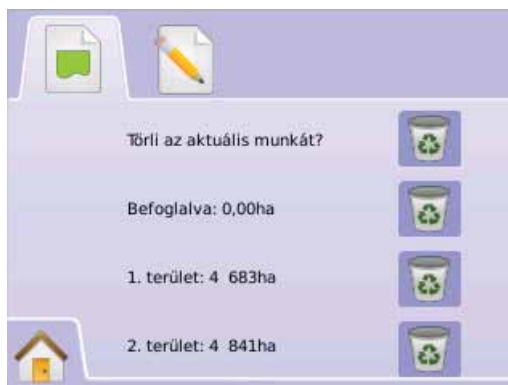 Törli az aktuális munkát?
Befoglalva: 0,00ha
1. terület: 4 683ha
2. terület: 4 841ha